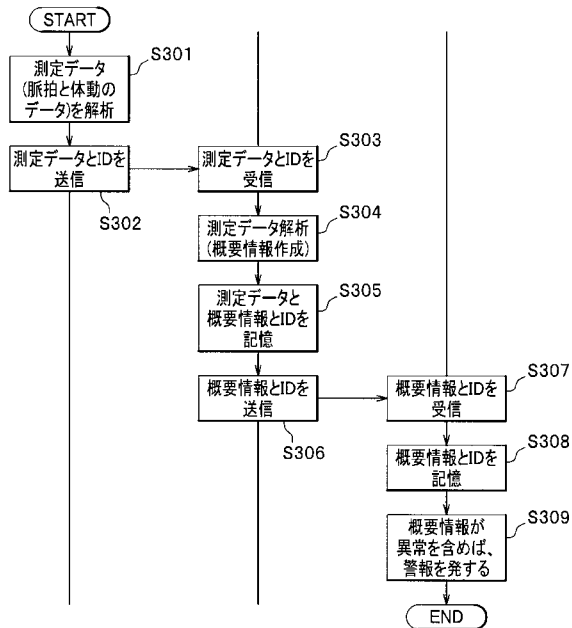 START
S301
測定データ
(脈拍と体動の
データ)を解析
測定データとIDを
送信
S302
S303
測定データとIDを
受信
S304
測定データ解析
(概要情報作成)
S305
測定データと
概要情報とIDを
記憶
概要情報とIDを
送信
S306
S307
概要情報とIDを
受信
S308
概要情報とIDを
記憶
S309
概要情報が
異常を含めば、
警報を発する
END